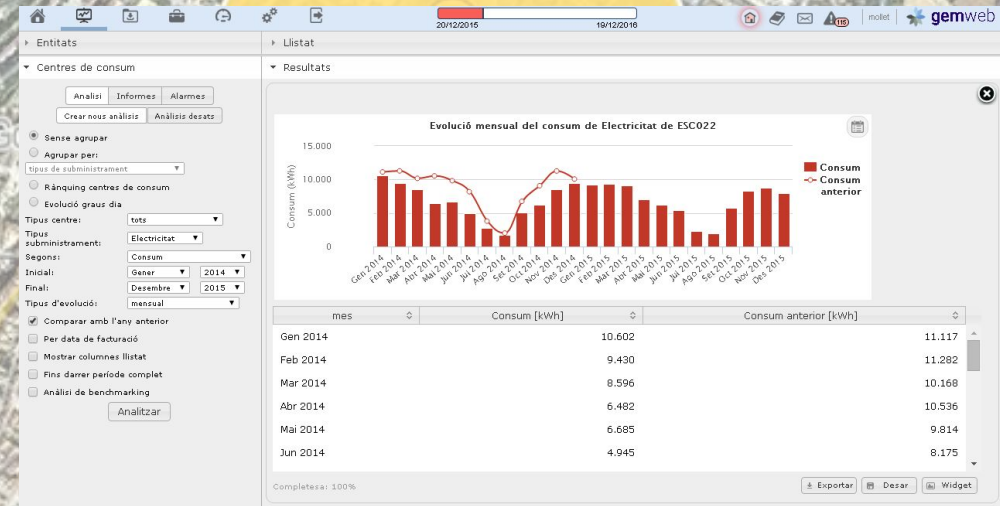 20/12/2015 19/12/2016 115 mollet gemweb
Entitats
Llistat
Centres de consum
Resultats
Analisi Informes Alarmes
Crear nous anàlisis Anàlisis desats
Sense agrupar
Agrupar per:
tipus de subministrament
Rànquing centres de consum
Evolució graus dia
Tipus centre: tots
Tipus
subministrament: Electricitat
Segons: Consum
Inicial: Gener 2014
Final: Desembre 2015
Tipus d'evolució: mensual
Comparar amb l'any anterior
Per data de facturació
Mostrar columnes llistat
Fins darrer període complet
Anàlisi de benchmarking
Analitzar
Evolució mensual del consum de Electricitat de ESC022
Consum (kWh)
15.000
10.000
5.000
0
Gen 2014 Feb 2014 Mar 2014 Abr 2014 Mai 2014 Jun 2014 Jul 2014 Ago 2014 Set 2014 Oct 2014 Nov 2014 Des 2014 Gen 2015 Feb 2015 Mar 2015 Abr 2015 Mai 2015 Jun 2015 Jul 2015 Ago 2015 Set 2015 Oct 2015 Nov 2015 Des 2015
Consum
Consum
anterior
mes Consum [kWh] Consum anterior [kWh]
Gen 2014 10.602 11.117
Feb 2014 9.430 11.282
Mar 2014 8.596 10.168
Abr 2014 6.482 10.536
Mai 2014 6.685 9.814
Jun 2014 4.945 8.175
Completesa: 100% Exportar Desar Widget